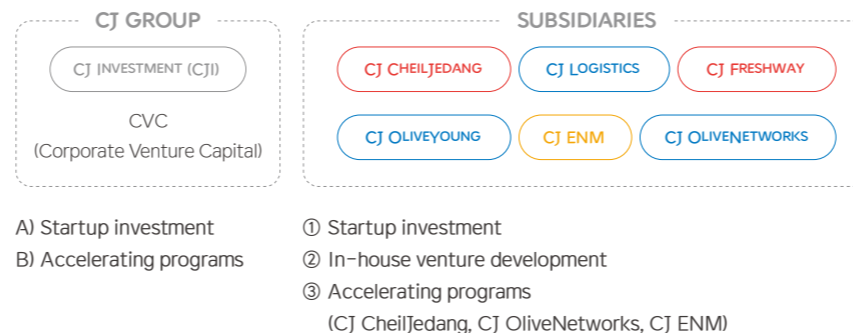 CJ GROUP
CJ INVESTMENT (CJI)
CVC
(Corporate Venture Capital)
A) Startup investment
B) Accelerating programs
SUBSIDIARIES
CJ CHEILJEDANG
CJ LOGISTICS
CJ FRESHWAY
CJ OLIVEYOUNG
CJ ENM
CJ OLIVENETWORKS
① Startup investment
② In-house venture development
③ Accelerating programs
(CJ CheilJedang, CJ OliveNetworks, CJ ENM)